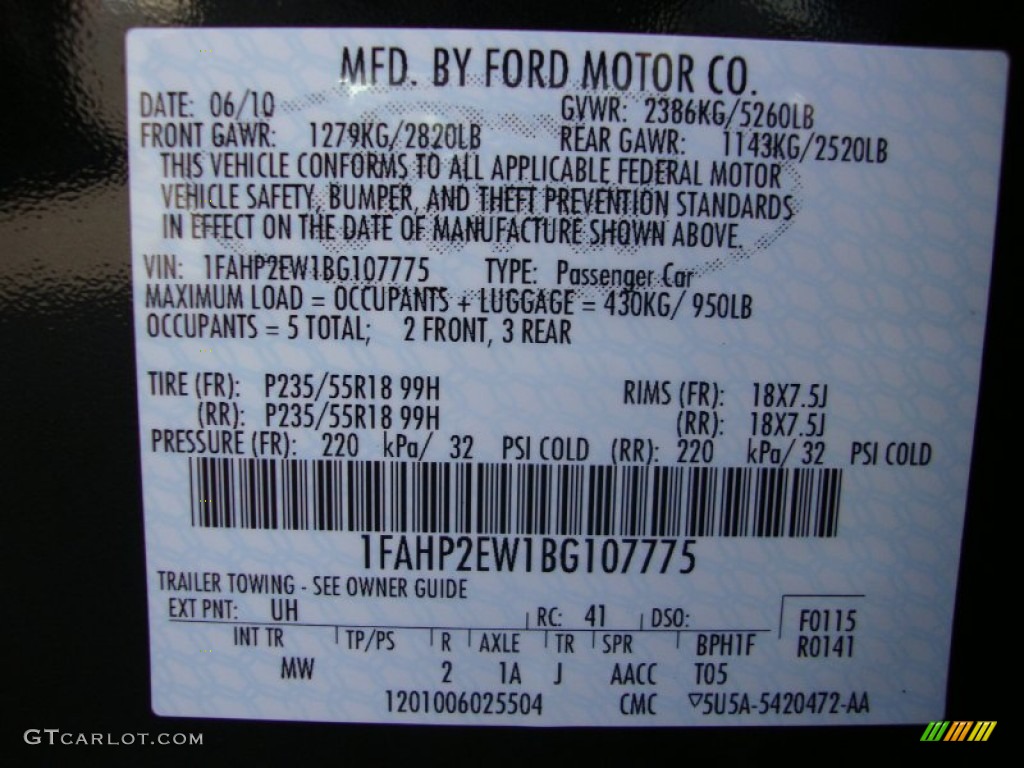 MFD. BY FORD MOTOR CO.
DATE: 06/10 GVWR: 2386KG/5260LB
FRONT GAWR: 1279KG/2820LB REAR GAWR: 1143KG/2520LB
THIS VEHICLE CONFORMS TO ALL APPLICABLE FEDERAL MOTOR
VEHICLE SAFETY, BUMPER, AND THEFT PREVENTION STANDARDS
IN EFFECT ON THE DATE OF MANUFACTURE SHOWN ABOVE.
VIN: 1FAHP2EW1BG107775 TYPE: Passenger Car
MAXIMUM LOAD = OCCUPANTS + LUGGAGE = 430KG/ 950LB
OCCUPANTS = 5 TOTAL; 2 FRONT, 3 REAR
TIRE (FR): P235/55R18 99H RIMS (FR): 18X7.5J
(RR): P235/55R18 99H (RR): 18X7.5J
PRESSURE (FR): 220 kPa/ 32 PSI COLD (RR): 220 kPa/ 32 PSI COLD
1FAHP2EW1BG107775
TRAILER TOWING - SEE OWNER GUIDE
EXT PNT: UH RC: 41 DSO: F0115
INT TR TP/PS R AXLE TR SPR BPH1F R0141
MW 2 1A J AACC T05
1201006025504 CMC ▽5U5A-5420472-AA
GTCARLOT.COM